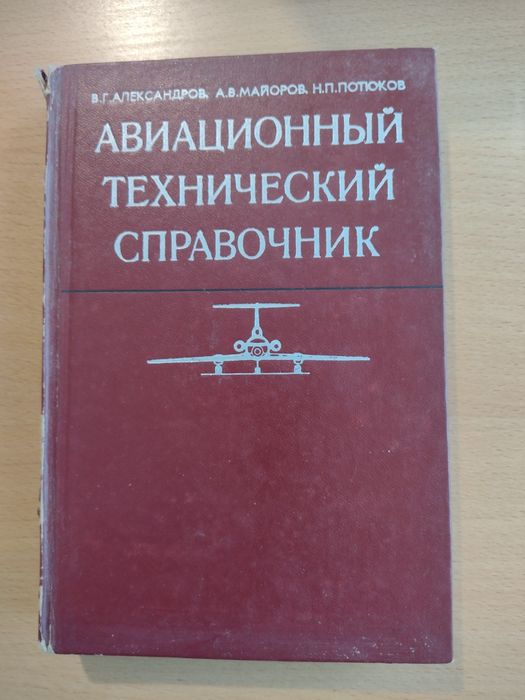 В.Г.АЛЕКСАНДРОВ, А.В.МАЙОРОВ, Н.П.ПОТЮКОВ
АВИАЦИОННЫЙ
ТЕХНИЧЕСКИЙ
СПРАВОЧНИК